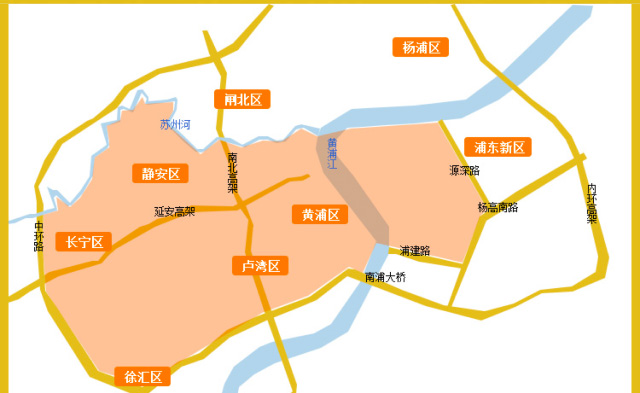 杨浦区
闸北区
苏州河
黄浦江
浦东新区
南北高架
静安区
源深路
内环高架
延安高架
黄浦区
杨高南路
中环路
长宁区
浦建路
卢湾区
南浦大桥
徐汇区